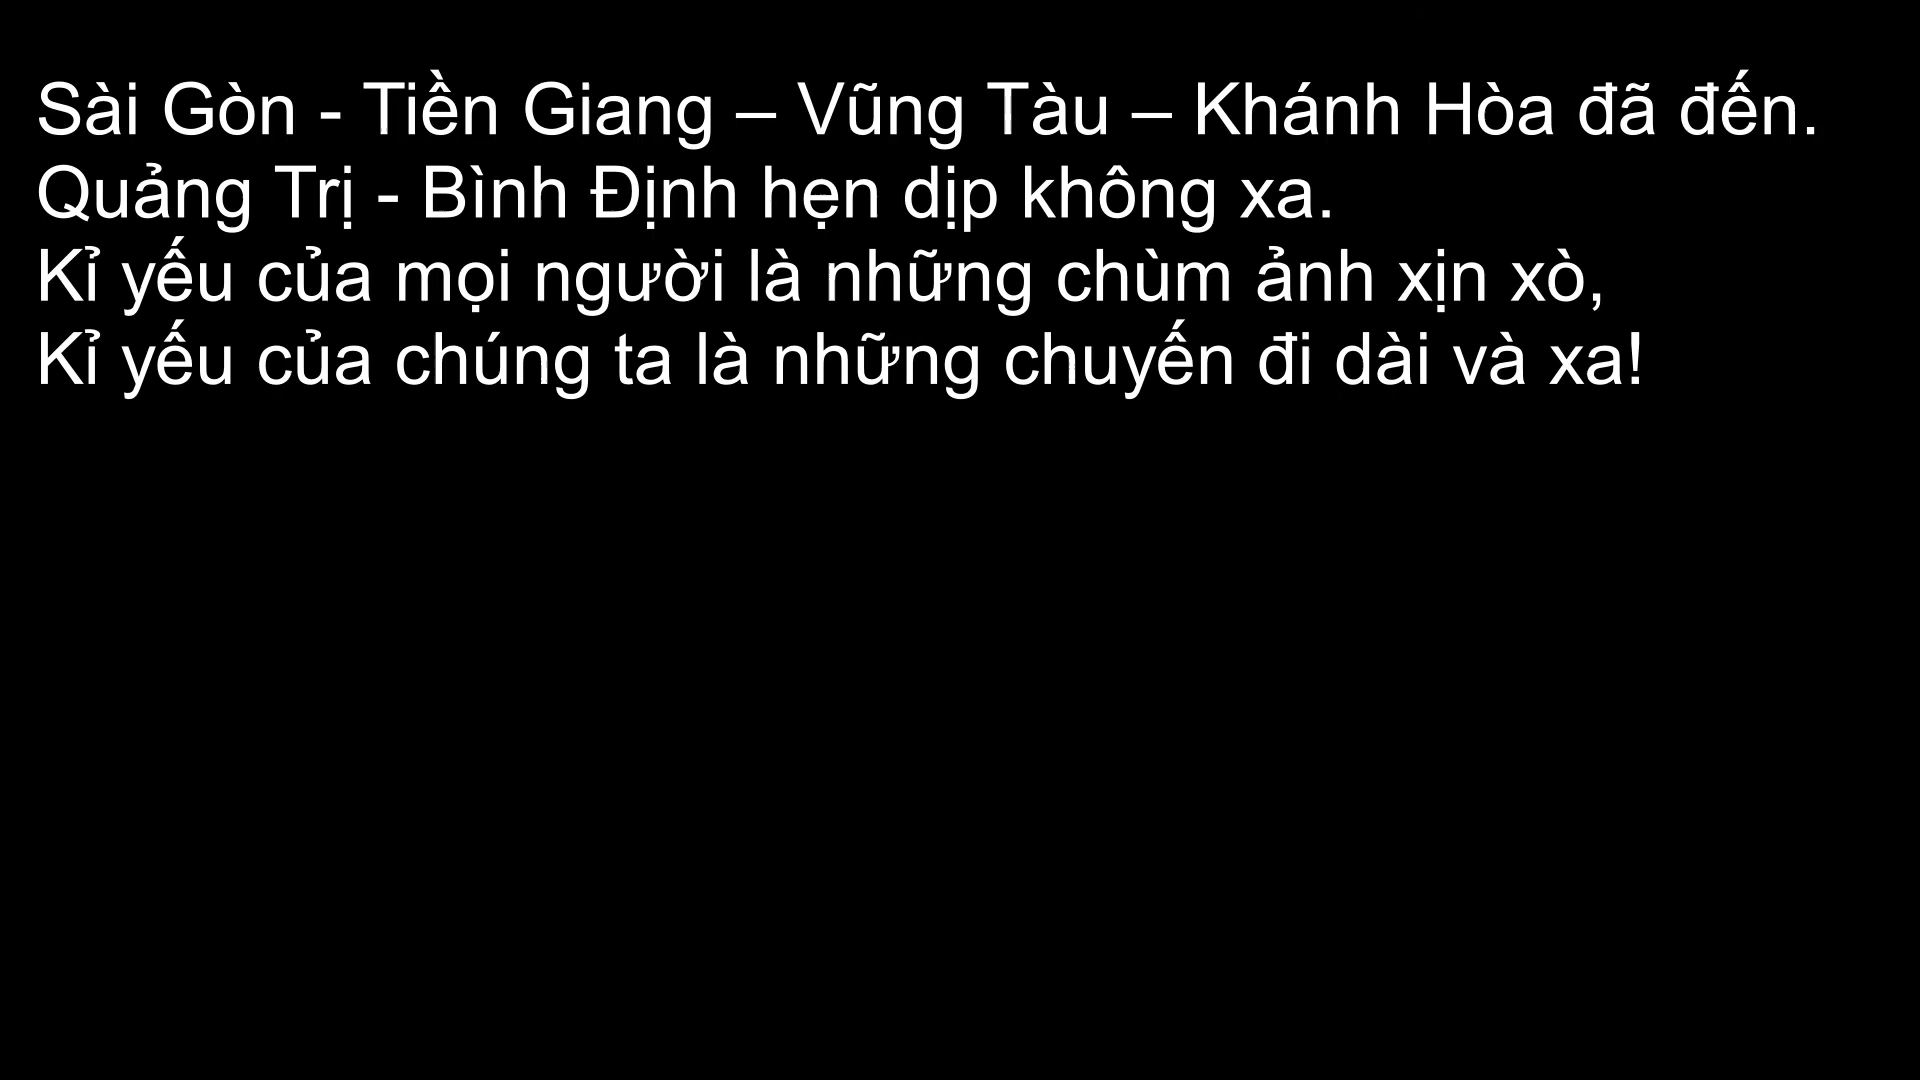 Sài Gòn - Tiền Giang – Vũng Tàu – Khánh Hòa đã đến.
Quảng Trị - Bình Định hẹn dịp không xa.
Kỉ yếu của mọi người là những chùm ảnh xịn xò,
Kỉ yếu của chúng ta là những chuyến đi dài và xa!